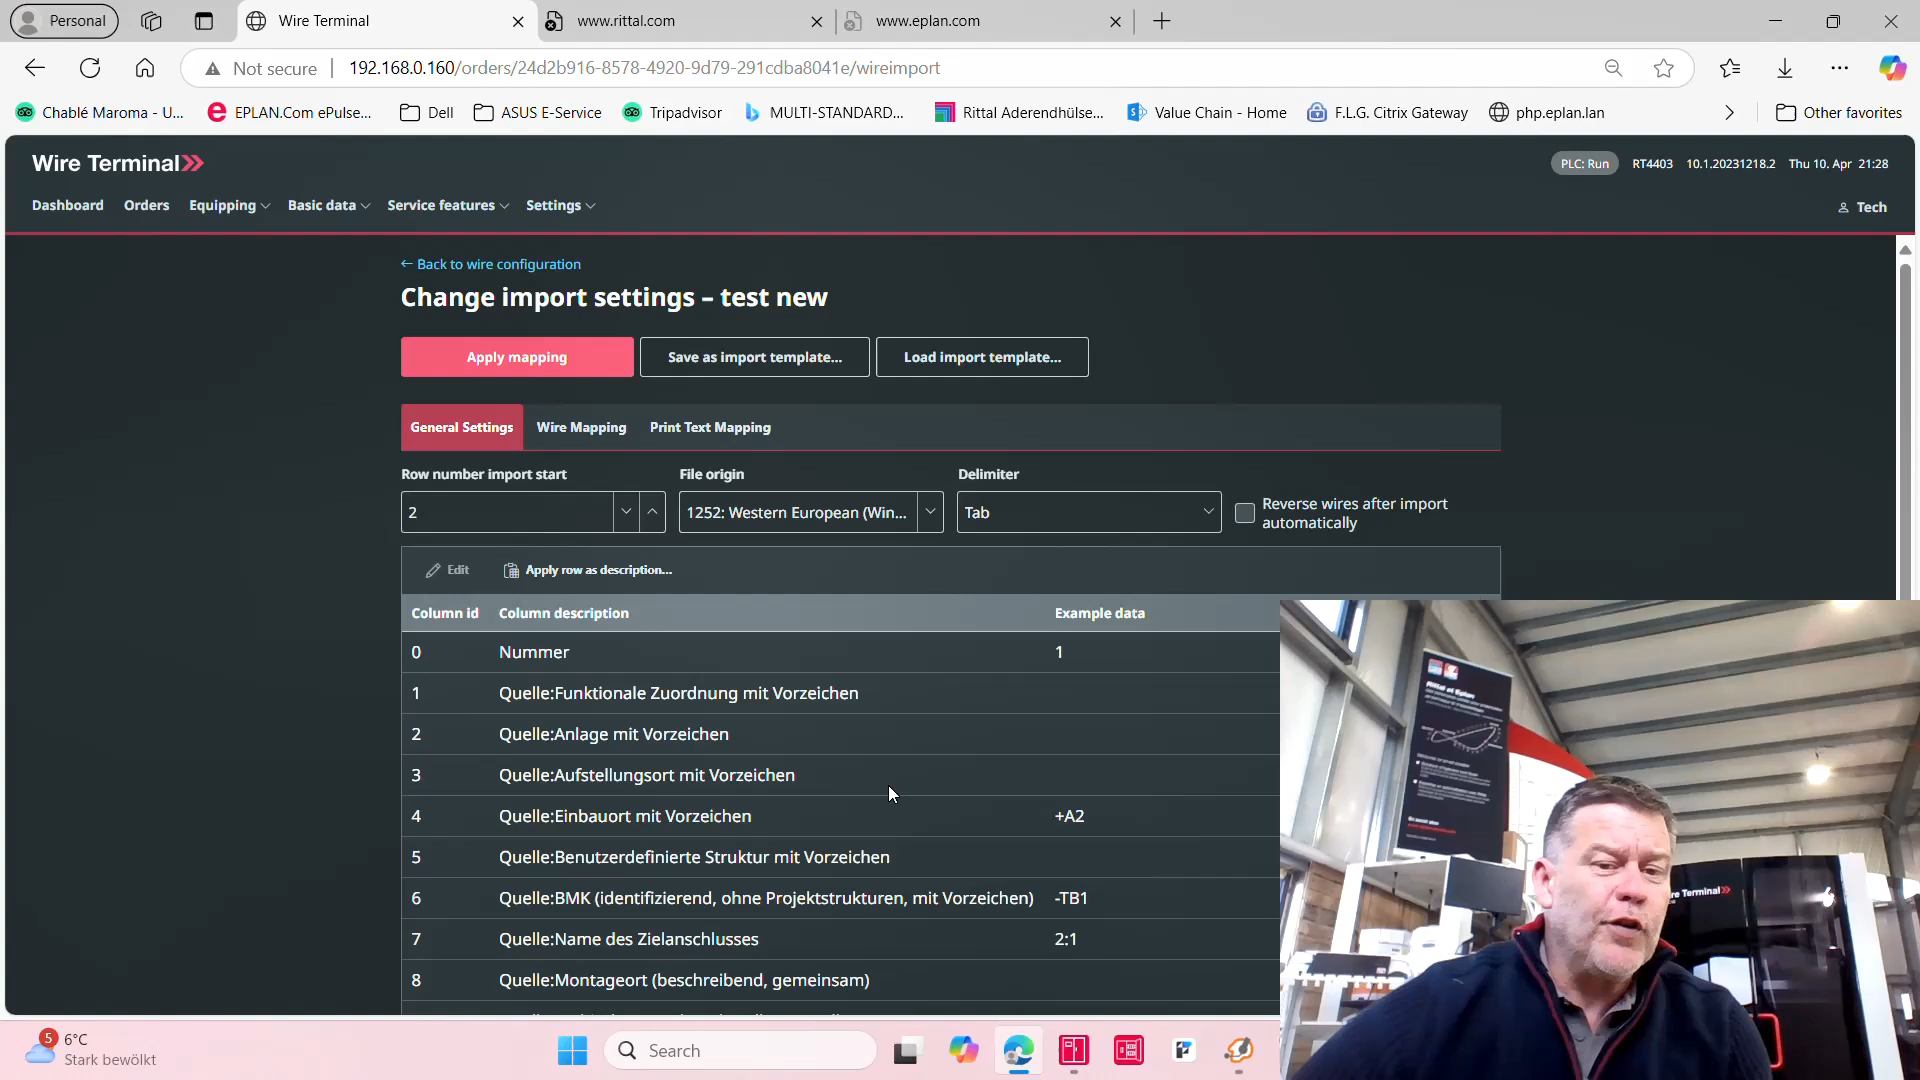 Personal
Wire Terminal
www.rittal.com
www.eplan.com
Not secure
192.168.0.160/orders/24d2b916-8578-4920-9d79-291cdba8041e/wireimport
Chablé Maroma - U...
EPLAN.Com ePulse...
Dell
ASUS E-Service
Tripadvisor
MULTI-STANDARD...
Rittal Aderendhülse...
Value Chain - Home
F.L.G. Citrix Gateway
php.eplan.lan
Other favorites
Wire Terminal
PLC: Run
RT4403
10.1.20231218.2
Thu 10. Apr 21:28
Dashboard
Orders
Equipping
Basic data
Service features
Settings
Tech
← Back to wire configuration
Change import settings – test new
Apply mapping
Save as import template...
Load import template...
General Settings
Wire Mapping
Print Text Mapping
Row number import start
File origin
Delimiter
2
1252: Western European (Win...
Tab
Reverse wires after import
automatically
Edit
Apply row as description...
Column id
Column description
Example data
0 Nummer 1
1 Quelle:Funktionale Zuordnung mit Vorzeichen
2 Quelle:Anlage mit Vorzeichen
3 Quelle:Aufstellungsort mit Vorzeichen
4 Quelle:Einbauort mit Vorzeichen +A2
5 Quelle:Benutzerdefinierte Struktur mit Vorzeichen
6 Quelle:BMK (identifizierend, ohne Projektstrukturen, mit Vorzeichen) -TB1
7 Quelle:Name des Zielanschlusses 2:1
8 Quelle:Montageort (beschreibend, gemeinsam)
Rittal et Eplan
re Terminal
5
6°C
Stark bewölkt
Search